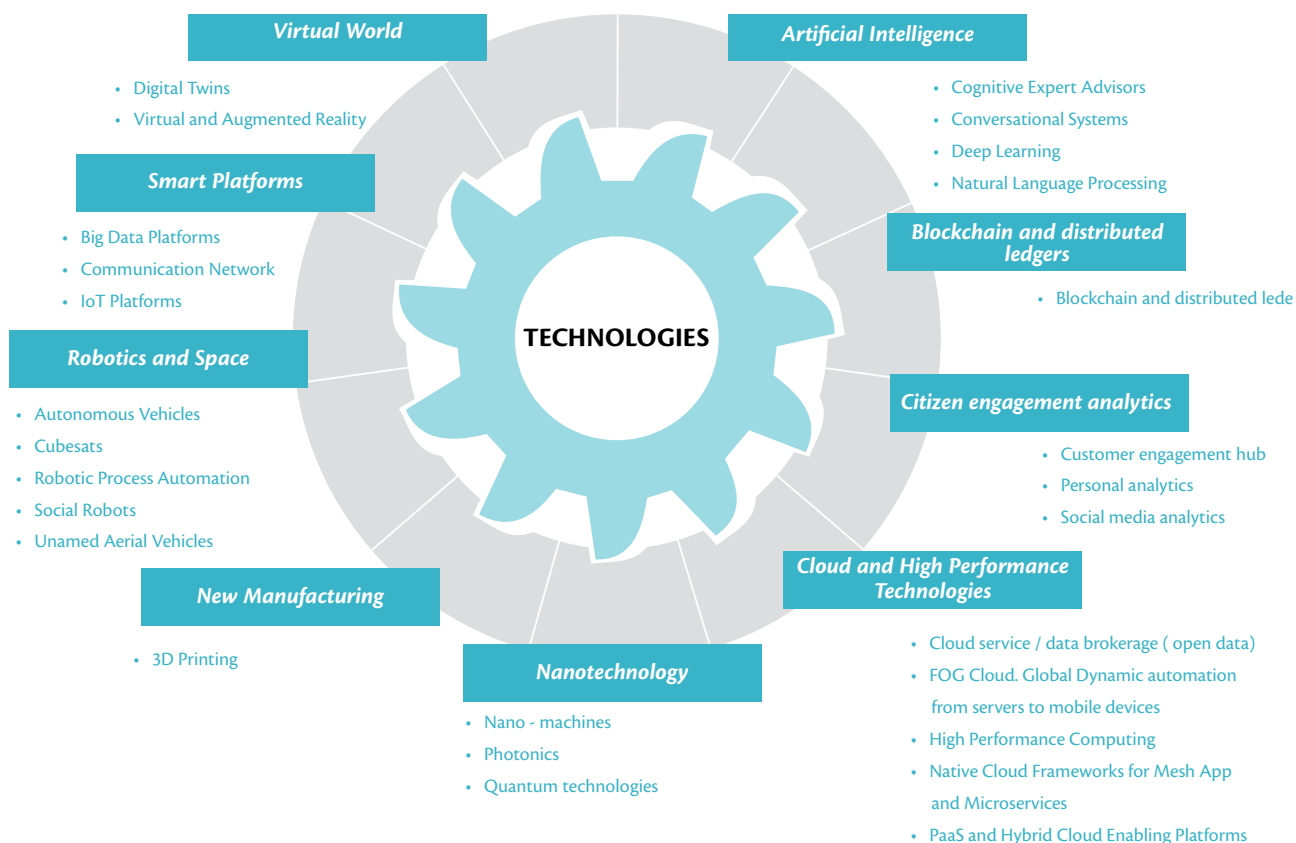 Virtual World
• Digital Twins
• Virtual and Augmented Reality
Smart Platforms
• Big Data Platforms
• Communication Network
• IoT Platforms
Robotics and Space
• Autonomous Vehicles
• Cubesats
• Robotic Process Automation
• Social Robots
• Unamed Aerial Vehicles
New Manufacturing
• 3D Printing
TECHNOLOGIES
Nanotechnology
• Nano - machines
• Photonics
• Quantum technologies
Artificial Intelligence
• Cognitive Expert Advisors
• Conversational Systems
• Deep Learning
• Natural Language Processing
Blockchain and distributed
ledgers
• Blockchain and distributed lede
Citizen engagement analytics
• Customer engagement hub
• Personal analytics
• Social media analytics
Cloud and High Performance
Technologies
• Cloud service / data brokerage ( open data)
• FOG Cloud. Global Dynamic automation
from servers to mobile devices
• High Performance Computing
• Native Cloud Frameworks for Mesh App
and Microservices
• PaaS and Hybrid Cloud Enabling Platforms